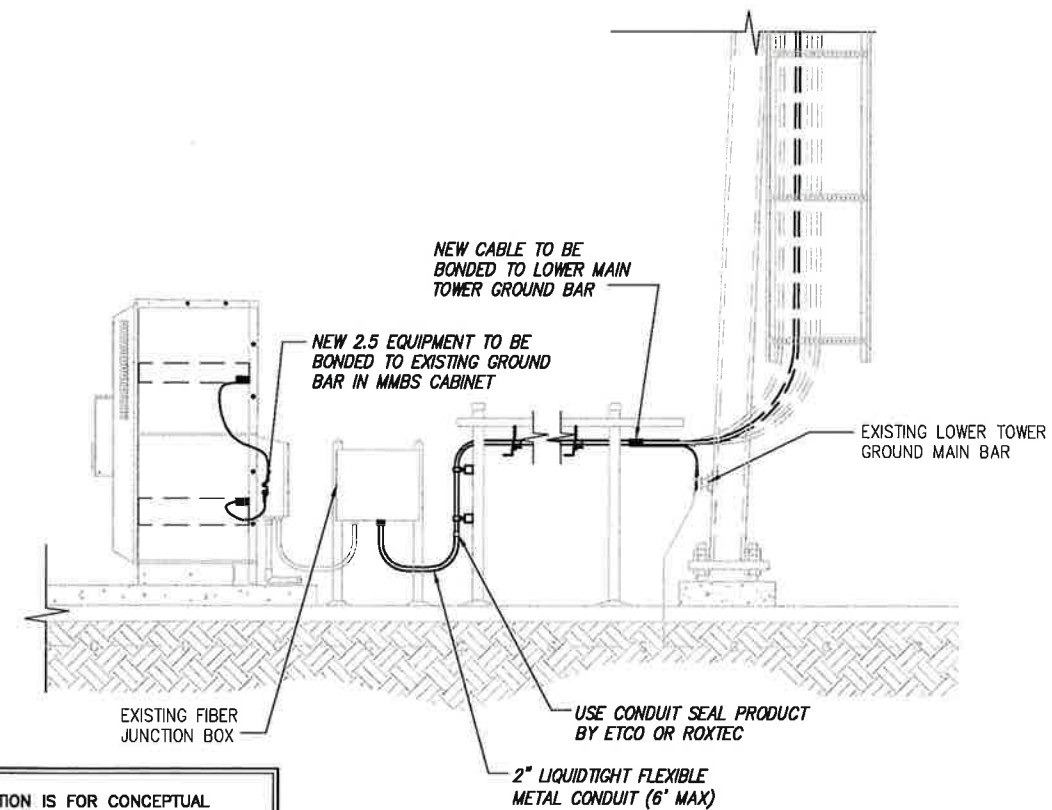 NEW CABLE TO BE
BONDED TO LOWER MAIN
TOWER GROUND BAR
NEW 2.5 EQUIPMENT TO BE
BONDED TO EXISTING GROUND
BAR IN MMBS CABINET
EXISTING LOWER TOWER
GROUND MAIN BAR
EXISTING FIBER
JUNCTION BOX
USE CONDUIT SEAL PRODUCT
BY ETCO OR ROXTEC
2" LIQUIDTIGHT FLEXIBLE
METAL CONDUIT (6' MAX)
TION IS FOR CONCEPTUAL